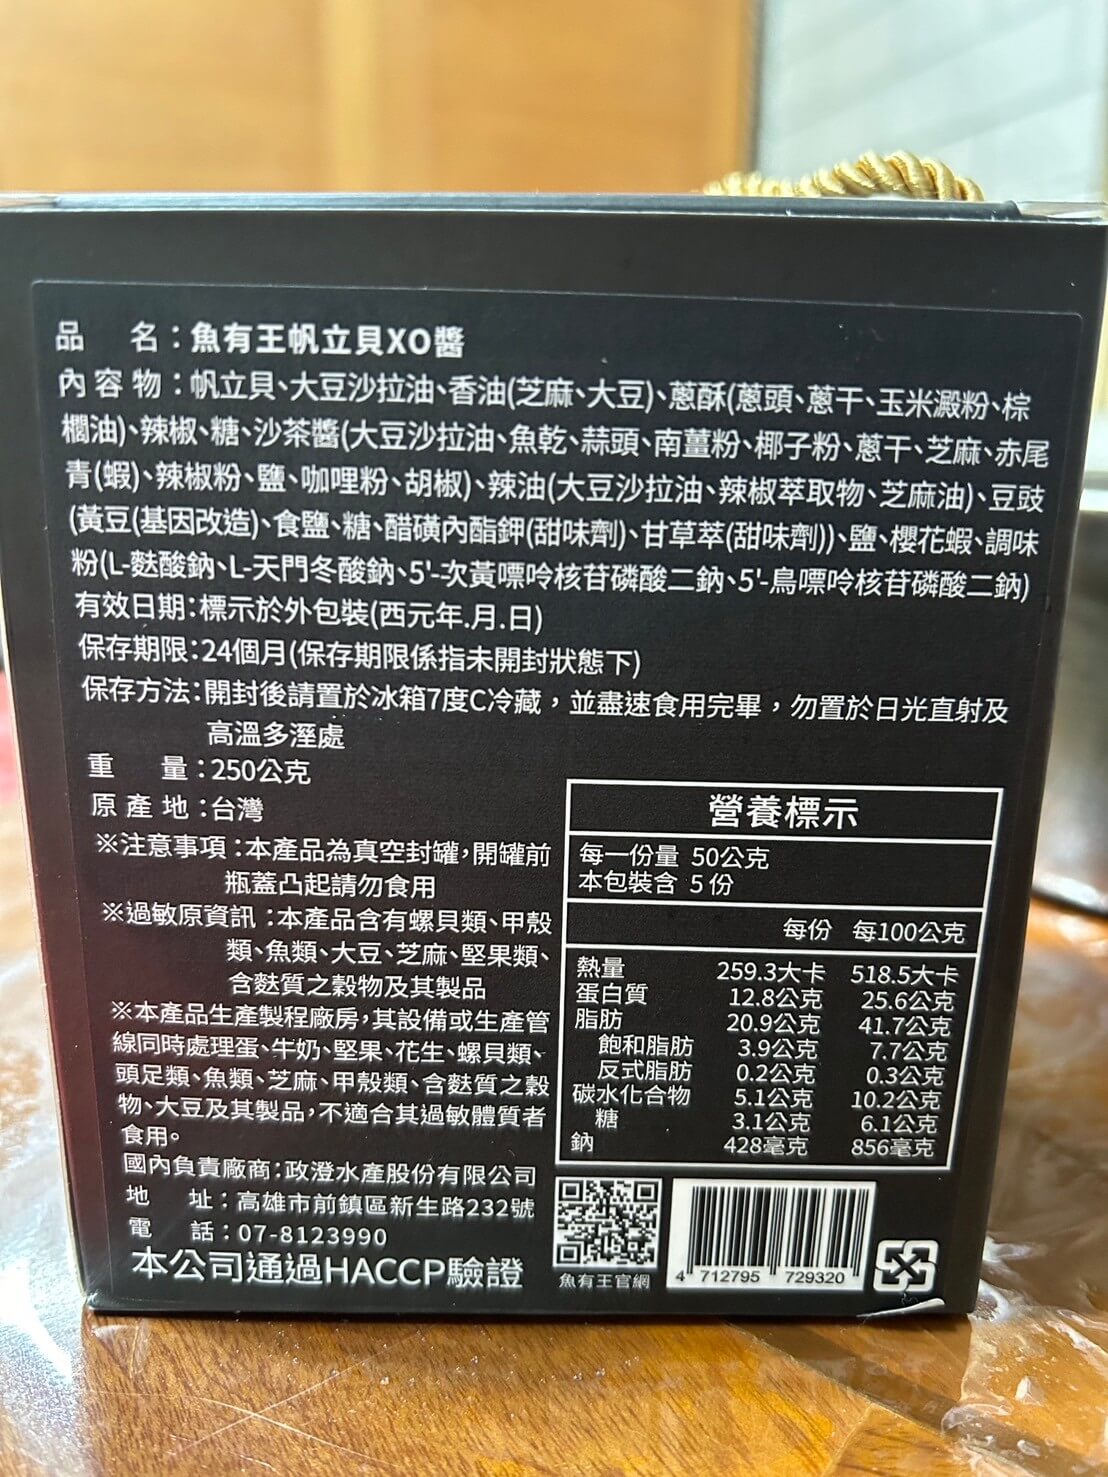 品 名：魚有王帆立貝XO醬
內容物：帆立貝、大豆沙拉油、香油(芝麻、大豆)、蔥酥(蔥頭、蔥干、玉米澱粉、棕
櫚油)、辣椒、糖、沙茶醬(大豆沙拉油、魚乾、蒜頭、南薑粉、椰子粉、蔥干、芝麻、赤尾
青(蝦)、辣椒粉、鹽、咖哩粉、胡椒)、辣油(大豆沙拉油、辣椒萃取物、芝麻油)、豆豉
(黃豆(基因改造)、食鹽、糖、醋磺內酯鉀(甜味劑)、甘草萃(甜味劑))、鹽、櫻花蝦、調味
粉(L-麩酸鈉、L-天門冬酸鈉、5'-次黃嘌呤核苷磷酸二鈉、5'-鳥嘌呤核苷磷酸二鈉)
有效日期：標示於外包裝(西元年.月.日)
保存期限：24個月(保存期限係指未開封狀態下)
保存方法：開封後請置於冰箱7度C冷藏，並盡速食用完畢，勿置於日光直射及
高溫多溼處
重 量：250公克
原產地：台灣
※注意事項：本產品為真空封罐，開罐前
瓶蓋凸起請勿食用
※過敏原資訊：本產品含有螺貝類、甲殼
類、魚類、大豆、芝麻、堅果類、
含麩質之穀物及其製品
※本產品生產製程廠房，其設備或生產管
線同時處理蛋、牛奶、堅果、花生、螺貝類、
頭足類、魚類、芝麻、甲殼類、含麩質之穀
物、大豆及其製品，不適合其過敏體質者
食用。
國內負責廠商：政澄水產股份有限公司
地 址：高雄市前鎮區新生路232號
電 話：07-8123990
本公司通過HACCP驗證
營養標示
每一份量 50公克
本包裝含 5份
每份 每100公克
熱量 259.3大卡 518.5大卡
蛋白質 12.8公克 25.6公克
脂肪 20.9公克 41.7公克
飽和脂肪 3.9公克 7.7公克
反式脂肪 0.2公克 0.3公克
碳水化合物 5.1公克 10.2公克
糖 3.1公克 6.1公克
鈉 428毫克 856毫克
魚有王官網
4 712795 729320